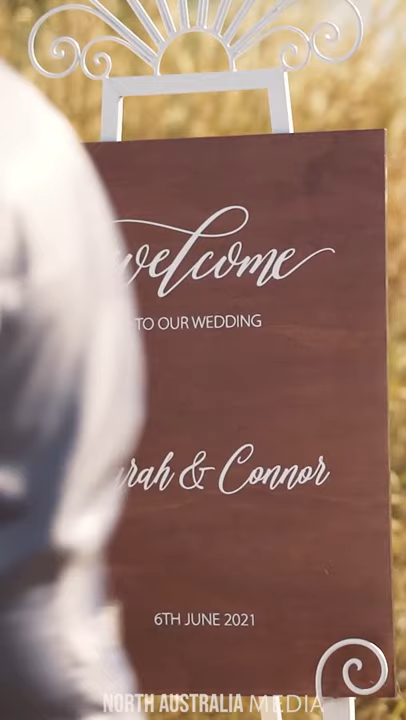 welcome
TO OUR WEDDING
& Connor
6TH JUNE 2021
NORTH AUSTRALIA MEDIA